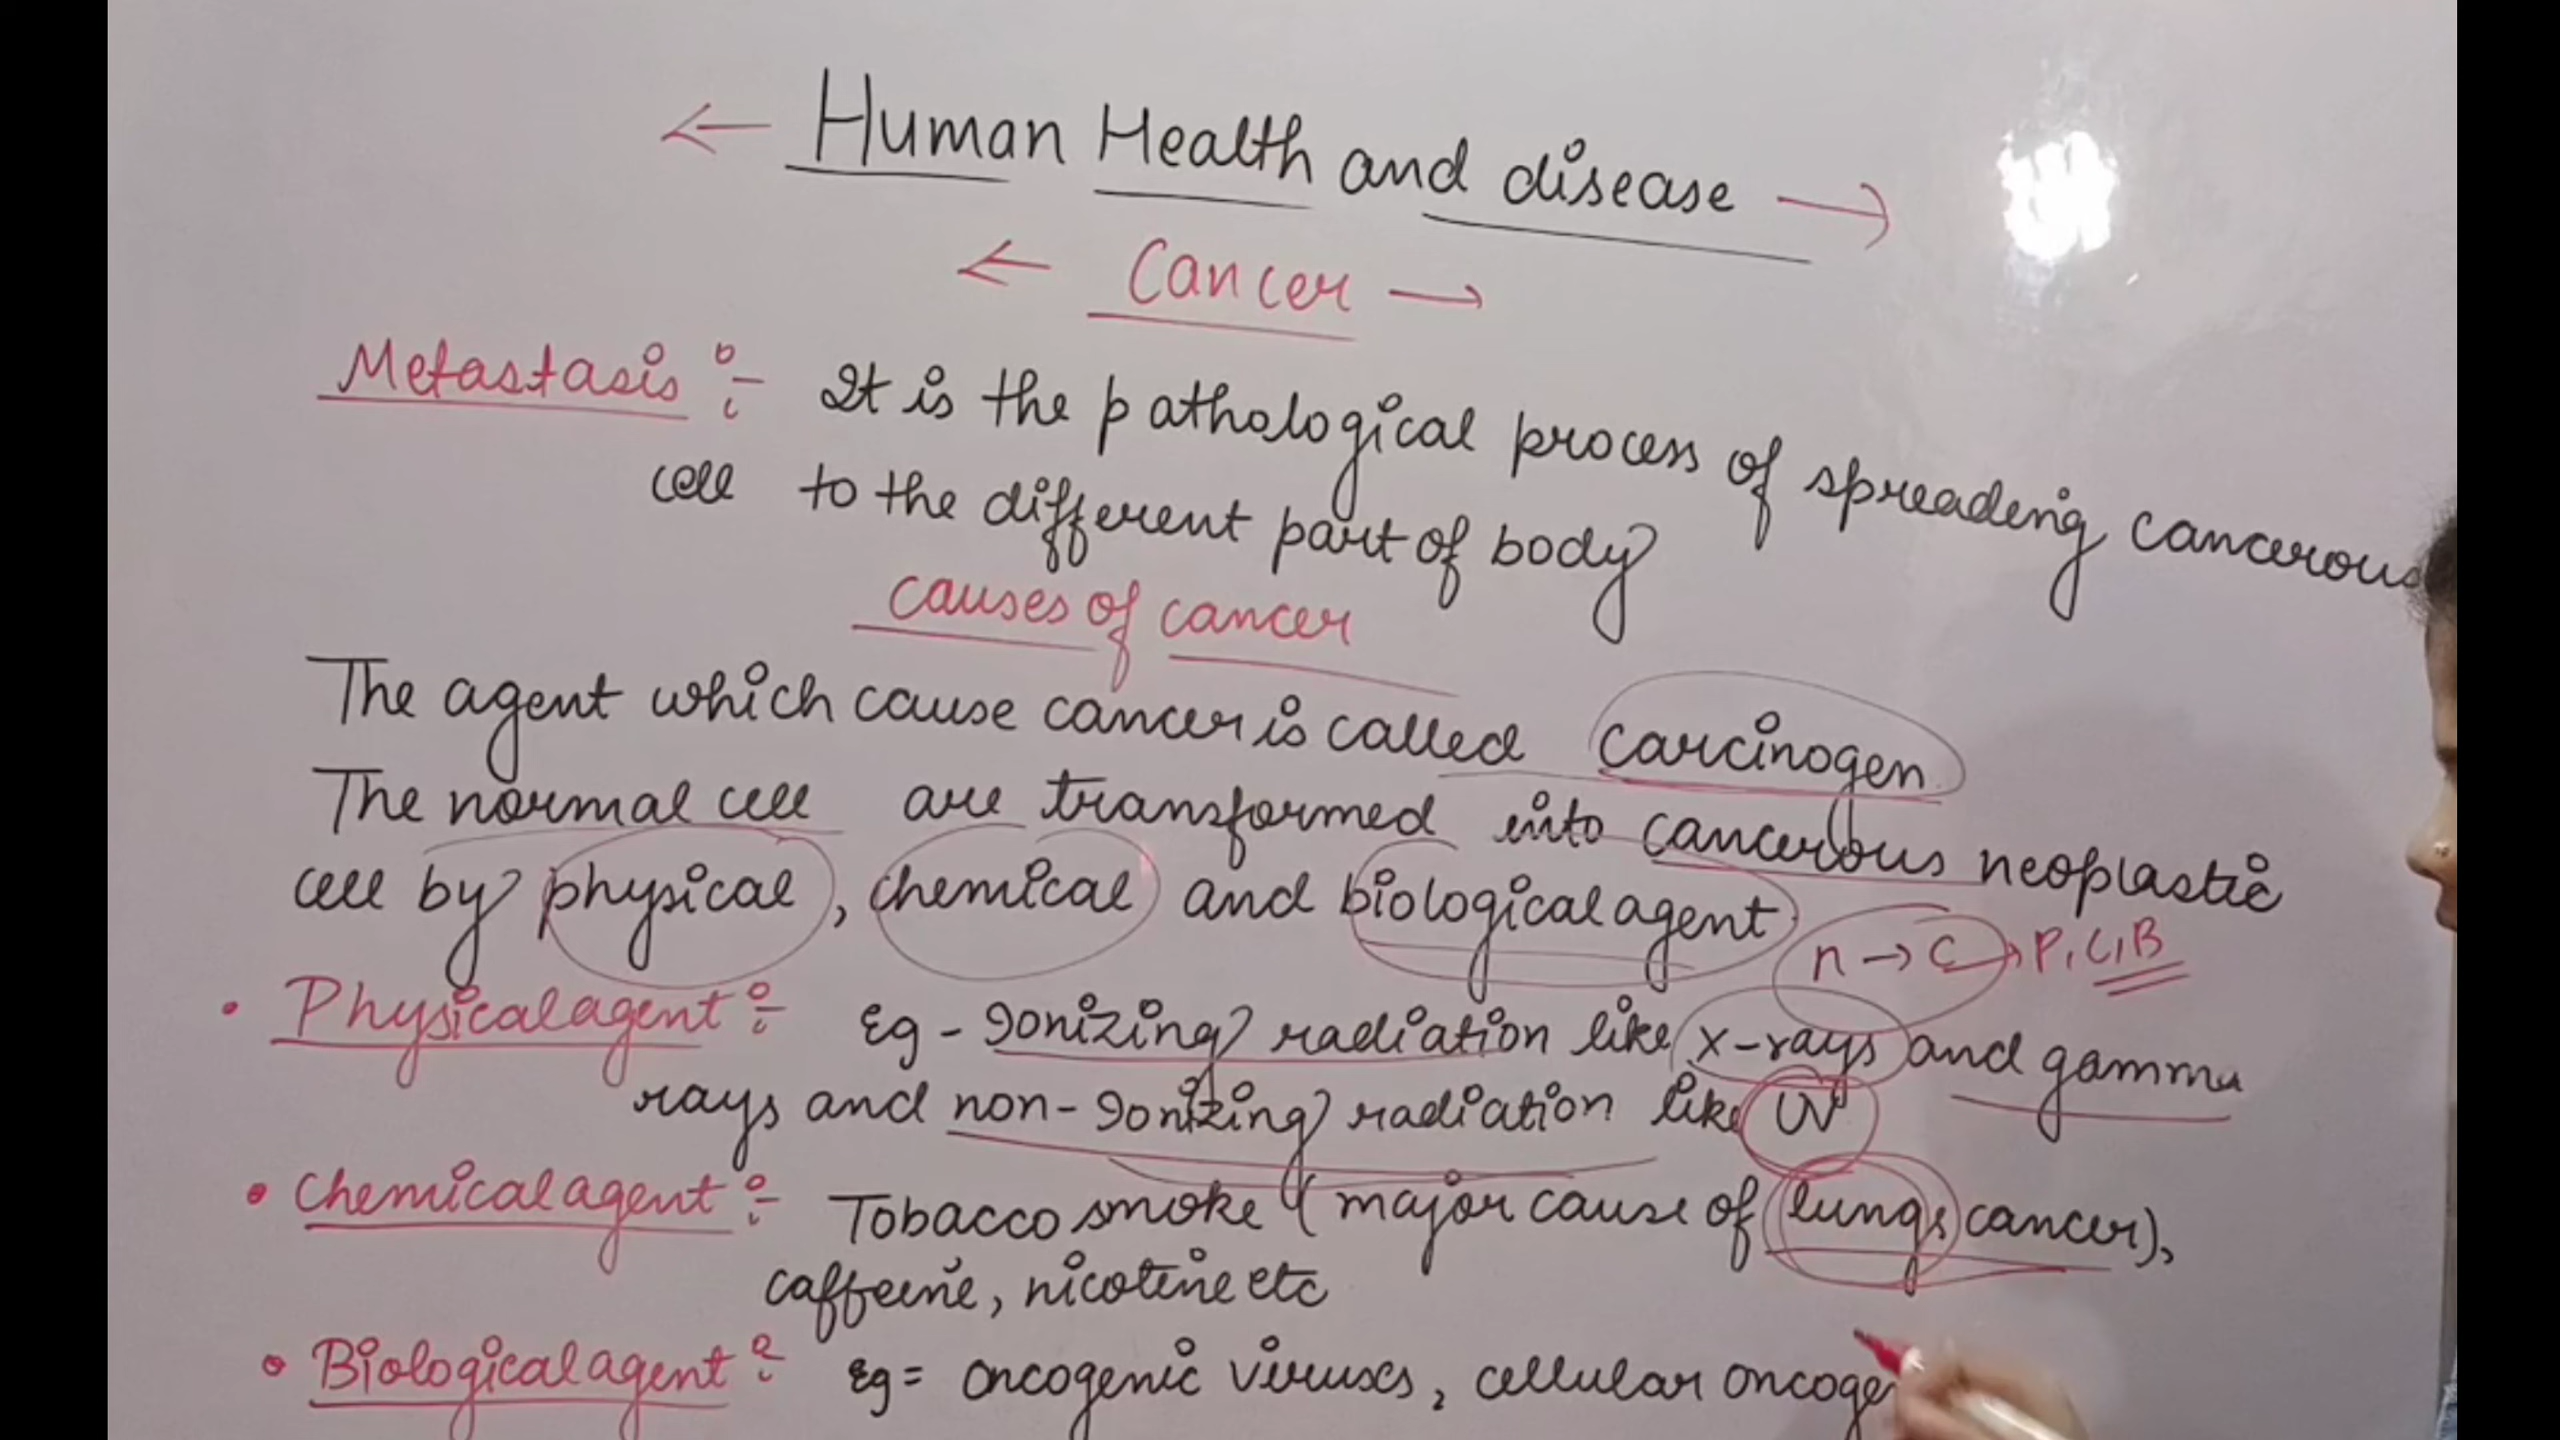 ← Human Health and disease →
← Cancer →
Metastasis :- It is the pathological process of spreading cancerous
cell to the different part of body
causes of cancer
The agent which cause cancer is called carcinogen
The normal cell are transformed into cancerous neoplastic
cell by physical, chemical and biological agent
n → C → P, C, B
• Physical agent :- Eg - Ionizing radiation like x-rays and gamma
rays and non-Ionizing radiation like UV
• Chemical agent :- Tobacco smoke (major cause of lungs cancer),
caffeine, nicotine etc
• Biological agent :- Eg = oncogenic viruses, cellular